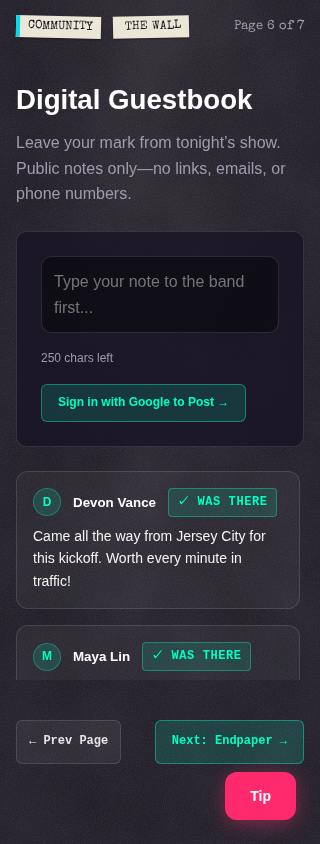 COMMUNITY THE WALL Page 6 of 7
Digital Guestbook
Leave your mark from tonight's show.
Public notes only—no links, emails, or
phone numbers.
Type your note to the band
first...
250 chars left
Sign in with Google to Post →
D Devon Vance ✓ WAS THERE
Came all the way from Jersey City for
this kickoff. Worth every minute in
traffic!
M Maya Lin ✓ WAS THERE
← Prev Page Next: Endpaper →
Tip